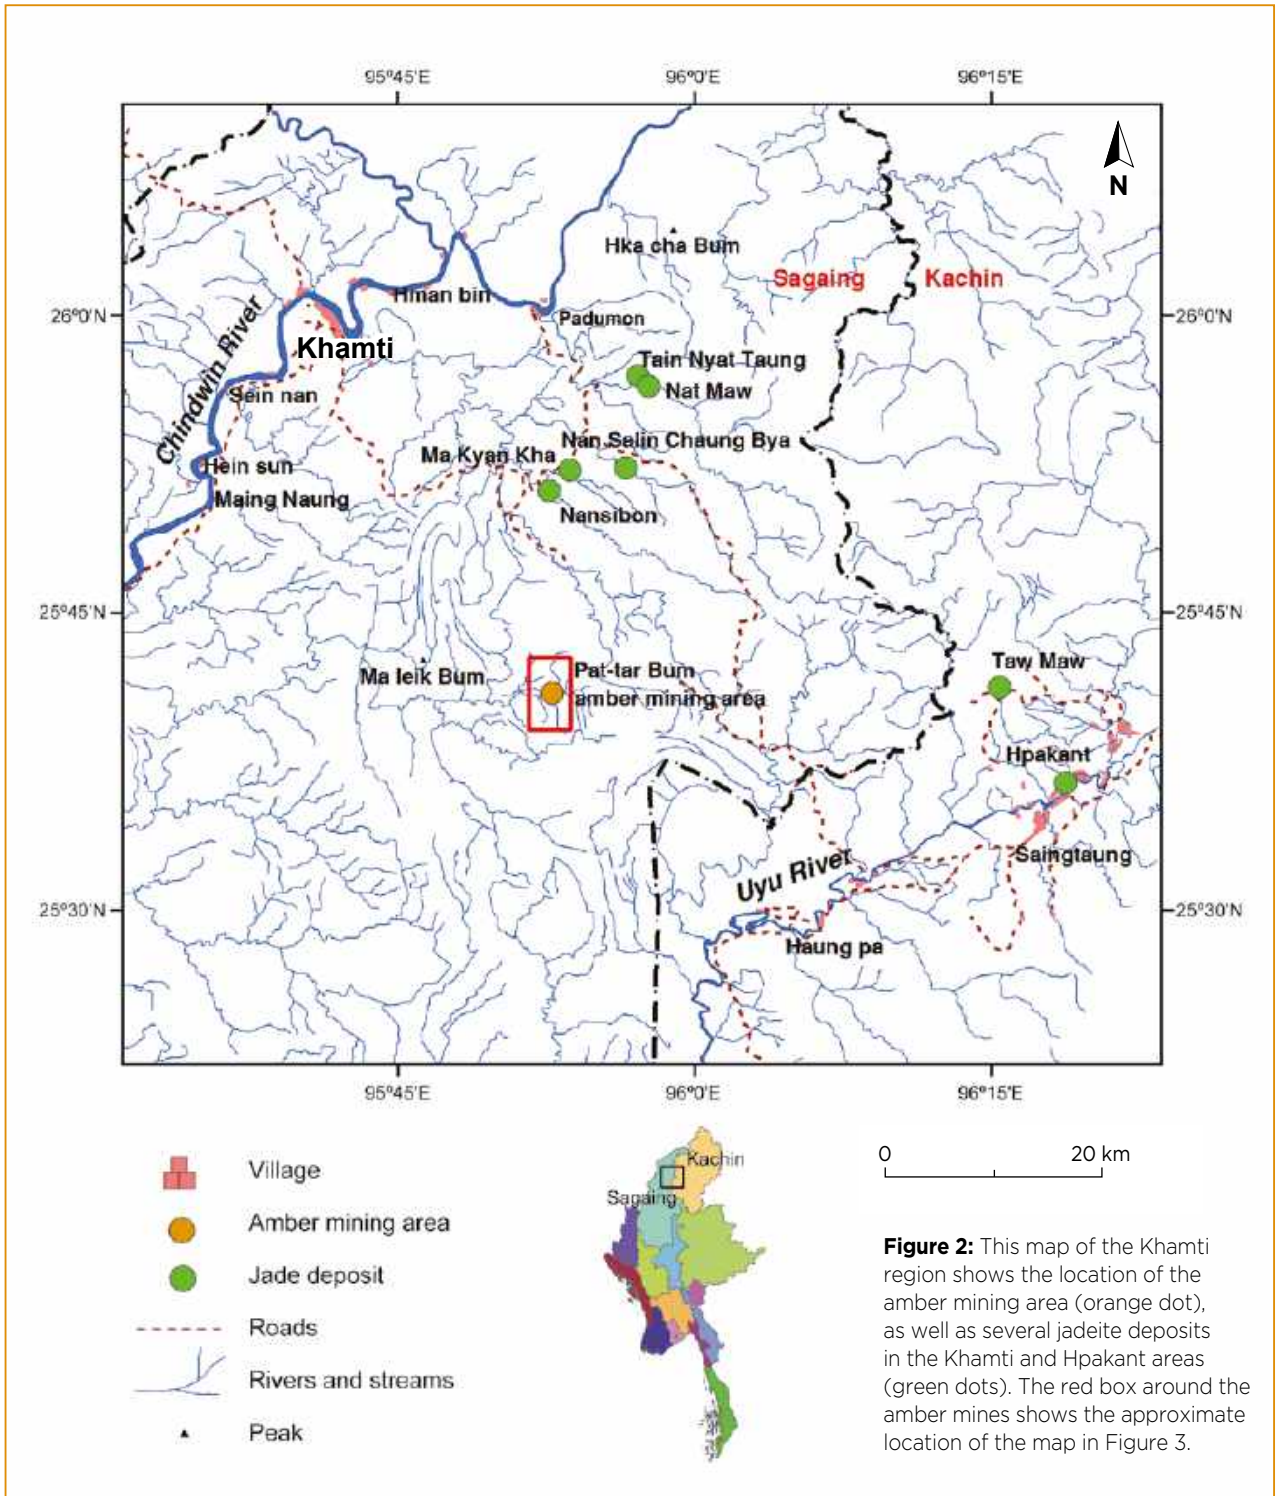 95°45'E
96°0'E
96°15'E
N
Hka cha Bum
Sagaing
Kachin
26°0'N
Hman bin
26°0'N
Padumon
Khamti
Chindwin River
Tain Nyat Taung
Nat Maw
Sein nan
Nan Selin Chaung Bya
Ma Kyan Kha
Hein sun
Maing Naung
Nansibon
25°45'N
25°45'N
Taw Maw
Ma leik Bum
Pat-tar Bum
amber mining area
Hpakant
Saingtaung
Uyu River
25°30'N
25°30'N
Haung pa
95°45'E
96°0'E
96°15'E
Village
Amber mining area
Jade deposit
Roads
Rivers and streams
Peak
Kachin
Sagaing
0
20 km
Figure 2: This map of the Khamti
region shows the location of the
amber mining area (orange dot),
as well as several jadeite deposits
in the Khamti and Hpakant areas
(green dots). The red box around the
amber mines shows the approximate
location of the map in Figure 3.